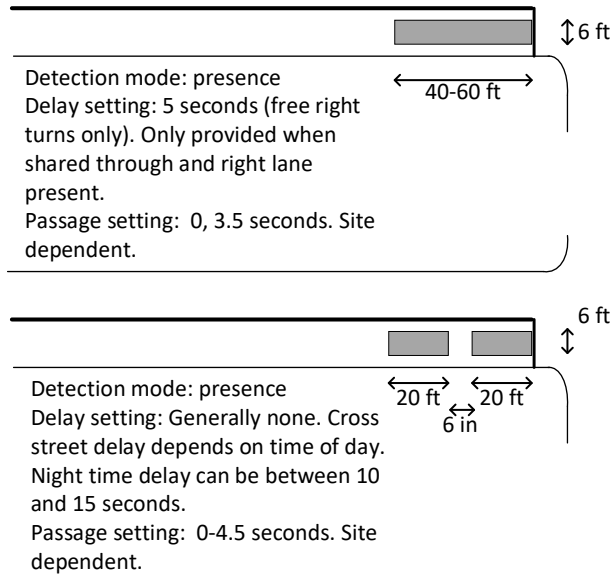 6 ft
40-60 ft
Detection mode: presence
Delay setting: 5 seconds (free right
turns only). Only provided when
shared through and right lane
present.
Passage setting:  0, 3.5 seconds. Site
dependent.
6 ft
20 ft
20 ft
6 in
Detection mode: presence
Delay setting: Generally none. Cross
street delay depends on time of day.
Night time delay can be between 10
and 15 seconds.
Passage setting:  0-4.5 seconds. Site
dependent.